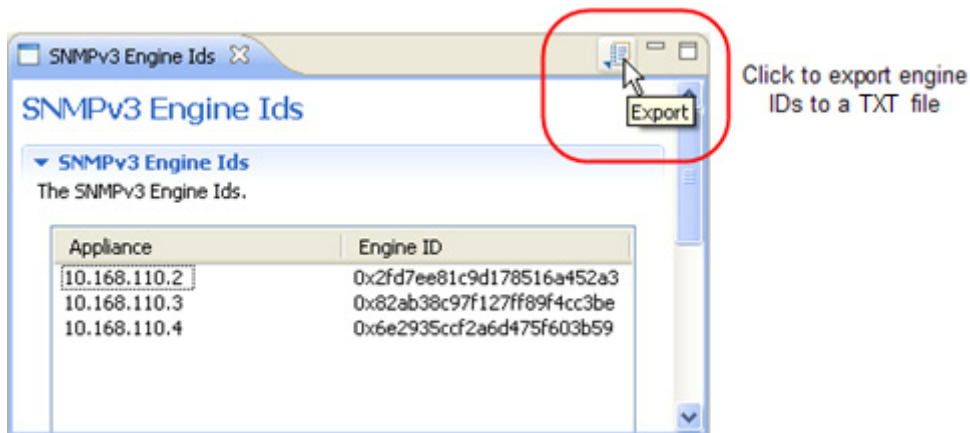 SNMPv3 Engine Ids
Export
Click to export engine
IDs to a TXT file
SNMPv3 Engine Ids
SNMPv3 Engine Ids
The SNMPv3 Engine Ids.
Appliance Engine ID
10.168.110.2 0x2fd7ee81c9d178516a452a3
10.168.110.3 0x82ab38c97f127ff89f4cc3be
10.168.110.4 0x6e2935ccf2a6d475f603b59